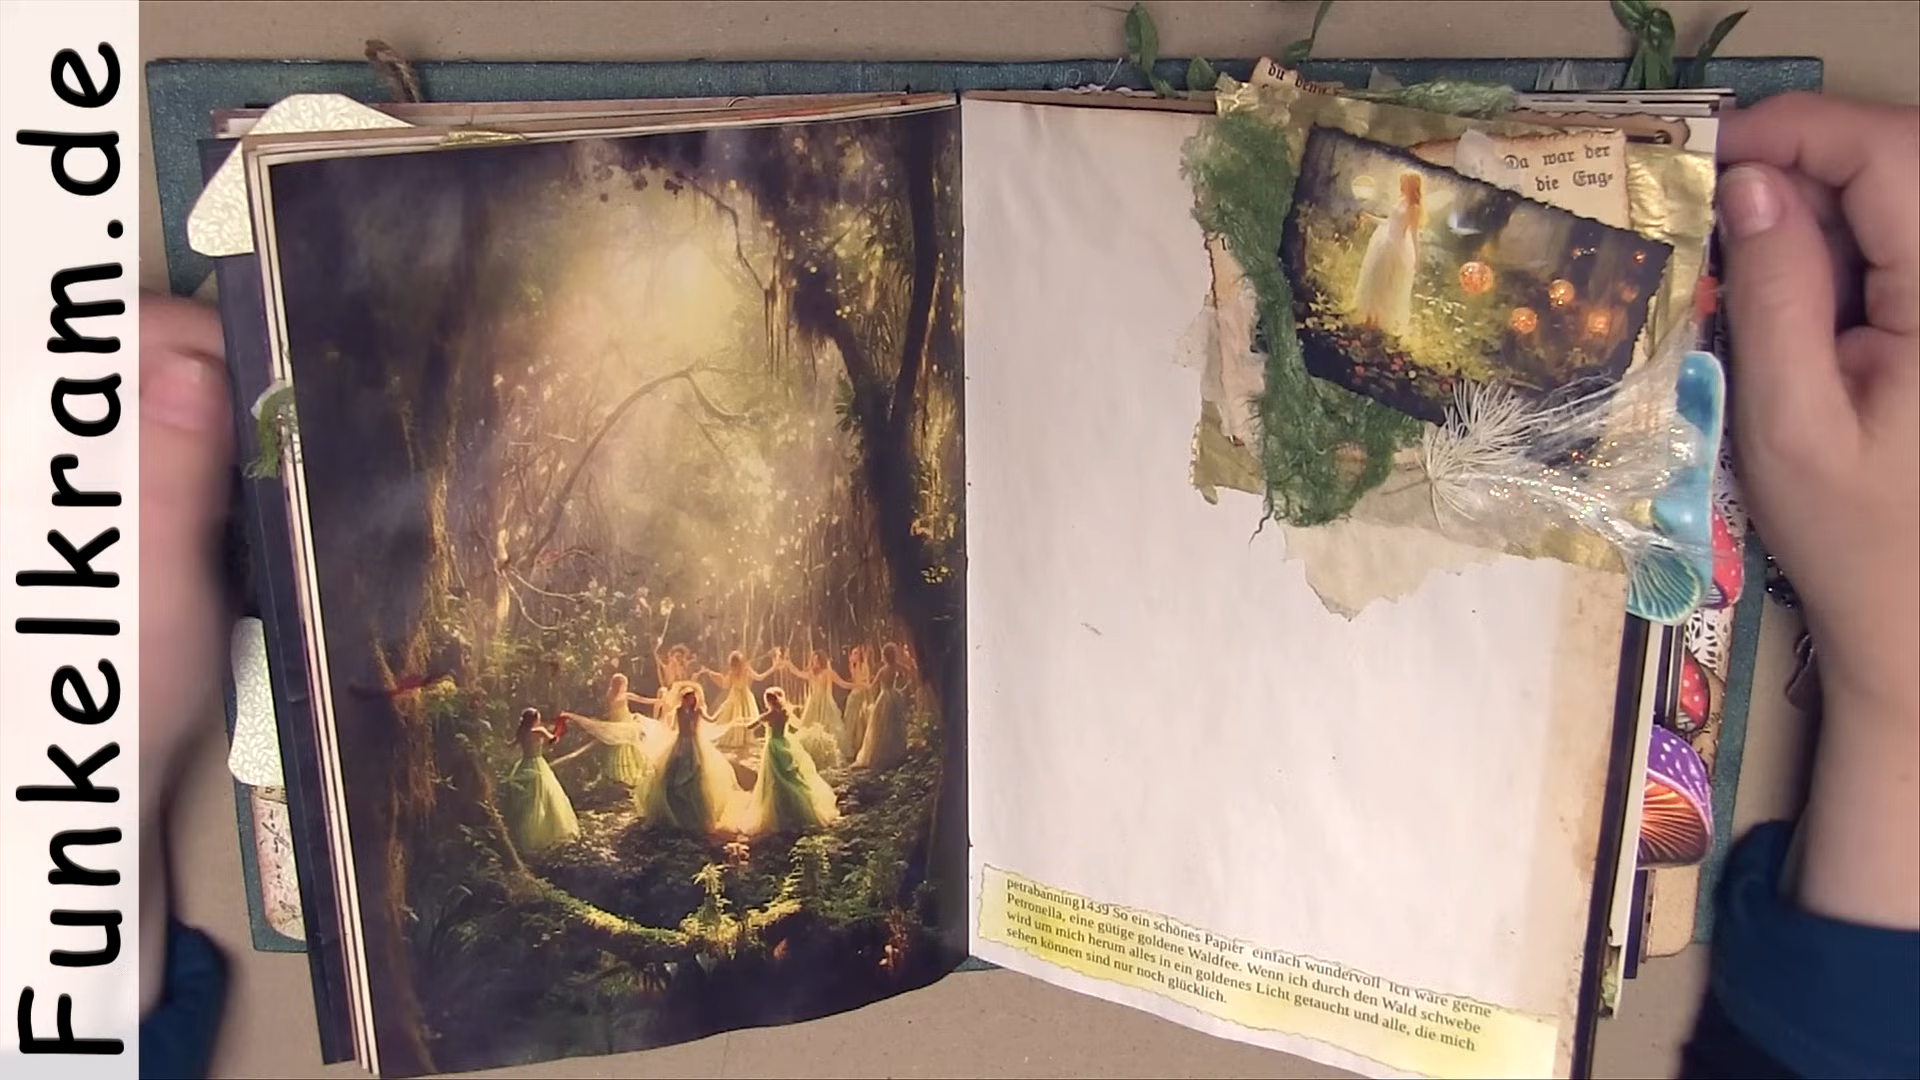 Funkelkram.de
du denn
Da war der
die Eng=
petrabanning1439 So ein schönes Papier einfach wundervoll Ich wäre gerne
Petronella, eine gütige goldene Waldfee. Wenn ich durch den Wald schwebe
wird um mich herum alles in ein goldenes Licht getaucht und alle, die mich
sehen können sind nur noch glücklich.